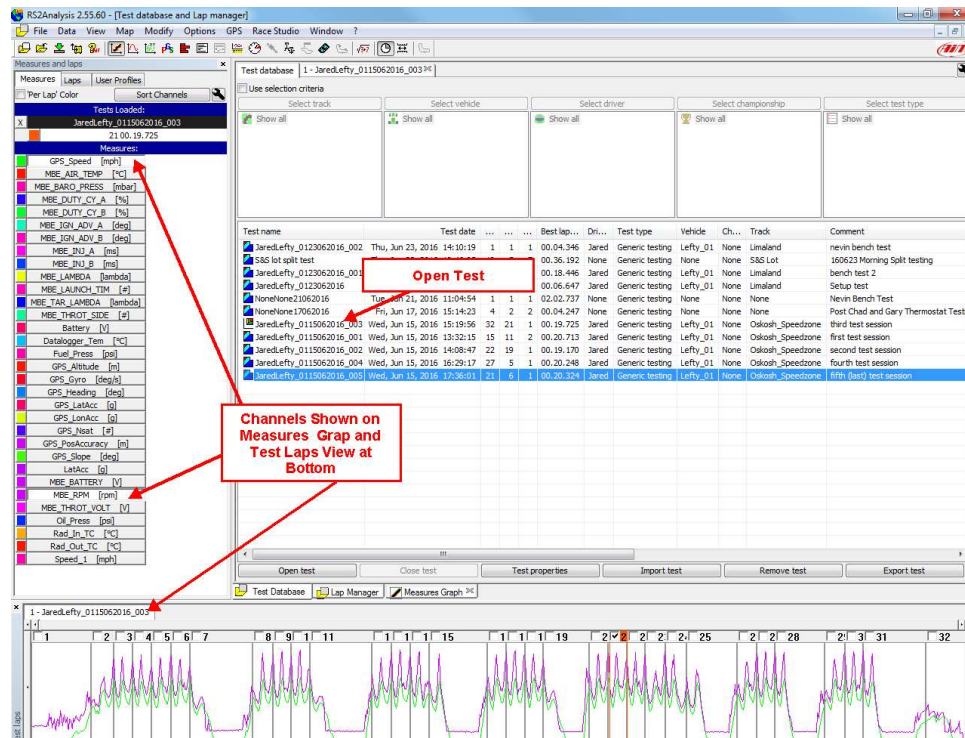 RS2Analysis 2.55.60 - [Test database and Lap manager]
File Data View Map Modify Options GPS Race Studio Window ?
Measures and laps
Measures Laps User Profiles
'Per Lap' Color Sort Channels
Tests Loaded:
X JaredLefty_0115062016_003
21 00.19.725
Measures:
GPS_Speed [mph]
MBE_AIR_TEMP [°C]
MBE_BARO_PRESS [mbar]
MBE_DUTY_CY_A [%]
MBE_DUTY_CY_B [%]
MBE_IGN_ADV_A [deg]
MBE_IGN_ADV_B [deg]
MBE_INJ_A [ms]
MBE_INJ_B [ms]
MBE_LAMBDA [lambda]
MBE_LAUNCH_TIM [#]
MBE_TAR_LAMBDA [lambda]
MBE_THROT_SIDE [#]
Battery [V]
Datalogger_Tem [°C]
Fuel_Press [psi]
GPS_Altitude [m]
GPS_Gyro [deg/s]
GPS_Heading [deg]
GPS_LatAcc [g]
GPS_LonAcc [g]
GPS_Nsat [#]
GPS_PosAccuracy [m]
GPS_Slope [deg]
LatAcc [g]
MBE_BATTERY [V]
MBE_RPM [rpm]
MBE_THROT_VOLT [V]
Oil_Press [psi]
Rad_In_TC [°C]
Rad_Out_TC [°C]
Speed_1 [mph]
Test database 1 - JaredLefty_0115062016_003
Use selection criteria
Select track Select vehicle Select driver Select championship Select test type
Show all Show all Show all Show all Show all
Test name Test date ... ... ... Best lap... Dri... Test type Vehicle Ch... Track Comment
JaredLefty_0123062016_002 Thu, Jun 23, 2016 14:10:19 1 1 1 00.04.346 Jared Generic testing Lefty_01 None Limaland nevin bench test
S&S lot split test 00.36.192 None Generic testing None None S&S Lot 160623 Morning Split testing
JaredLefty_0123062016_001 00.18.446 Jared Generic testing Lefty_01 None Limaland bench test 2
JaredLefty_0123062016 00.06.647 Jared Generic testing Lefty_01 None Limaland Setup test
NoneNone21062016 Tue, Jun 21, 2016 11:04:54 1 1 1 02.02.737 None Generic testing None None None Nevin Bench Test
NoneNone17062016 Fri, Jun 17, 2016 15:14:23 4 2 2 00.04.247 None Generic testing None None None Post Chad and Gary Thermostat Test
JaredLefty_0115062016_003 Wed, Jun 15, 2016 15:19:56 32 21 1 00.19.725 Jared Generic testing Lefty_01 None Oskosh_Speedzone third test session
JaredLefty_0115062016_001 Wed, Jun 15, 2016 13:32:15 15 11 2 00.20.713 Jared Generic testing Lefty_01 None Oskosh_Speedzone first test session
JaredLefty_0115062016_002 Wed, Jun 15, 2016 14:08:47 22 19 1 00.19.170 Jared Generic testing Lefty_01 None Oskosh_Speedzone second test session
JaredLefty_0115062016_004 Wed, Jun 15, 2016 16:29:17 27 5 1 00.20.248 Jared Generic testing Lefty_01 None Oskosh_Speedzone fourth test session
JaredLefty_0115062016_005 Wed, Jun 15, 2016 17:36:01 21 6 1 00.20.324 Jared Generic testing Lefty_01 None Oskosh_Speedzone fifth (last) test session
Open Test
Channels Shown on
Measures Grap and
Test Laps View at
Bottom
Open test Close test Test properties Import test Remove test Export test
Test Database Lap Manager Measures Graph
1 - JaredLefty_0115062016_003
1 2 3 4 5 6 7 8 9 1 11 1 1 1 15 1 1 1 19 2 2 2 2 2 25 2 2 28 2 3 31 32